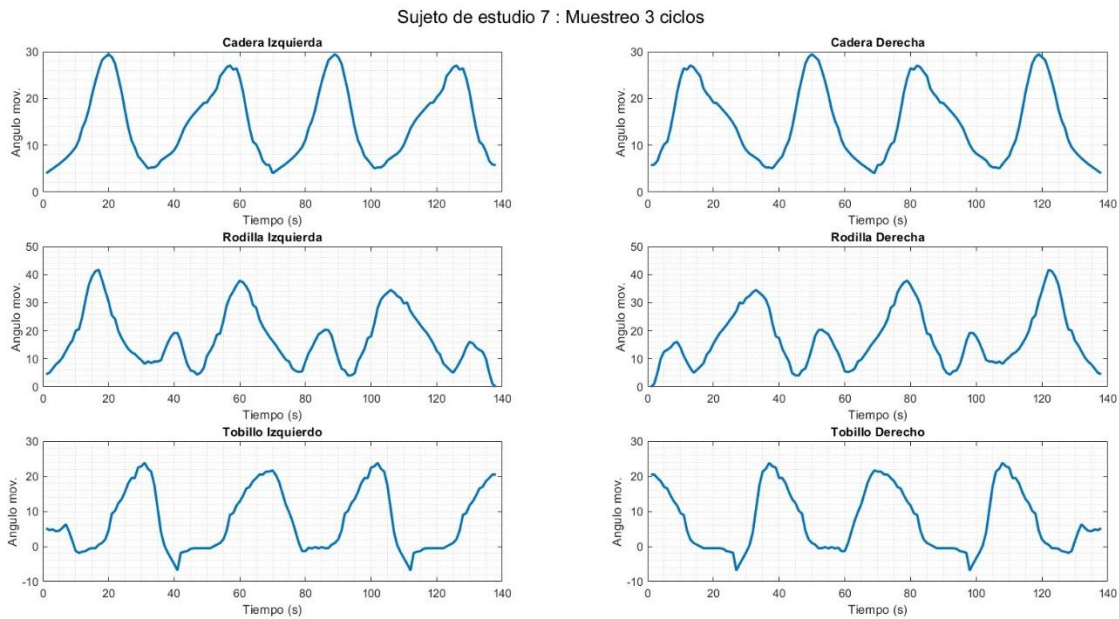 Sujeto de estudio 7 : Muestreo 3 ciclos
Cadera Izquierda
30
20
10
0
Angulo mov.
0 20 40 60 80 100 120 140
Tiempo (s)
Cadera Derecha
30
20
10
0
Angulo mov.
0 20 40 60 80 100 120 140
Tiempo (s)
Rodilla Izquierda
50
40
30
20
10
0
Angulo mov.
0 20 40 60 80 100 120 140
Tiempo (s)
Rodilla Derecha
50
40
30
20
10
0
Angulo mov.
0 20 40 60 80 100 120 140
Tiempo (s)
Tobillo Izquierdo
30
20
10
0
-10
Angulo mov.
0 20 40 60 80 100 120 140
Tiempo (s)
Tobillo Derecho
30
20
10
0
-10
Angulo mov.
0 20 40 60 80 100 120 140
Tiempo (s)